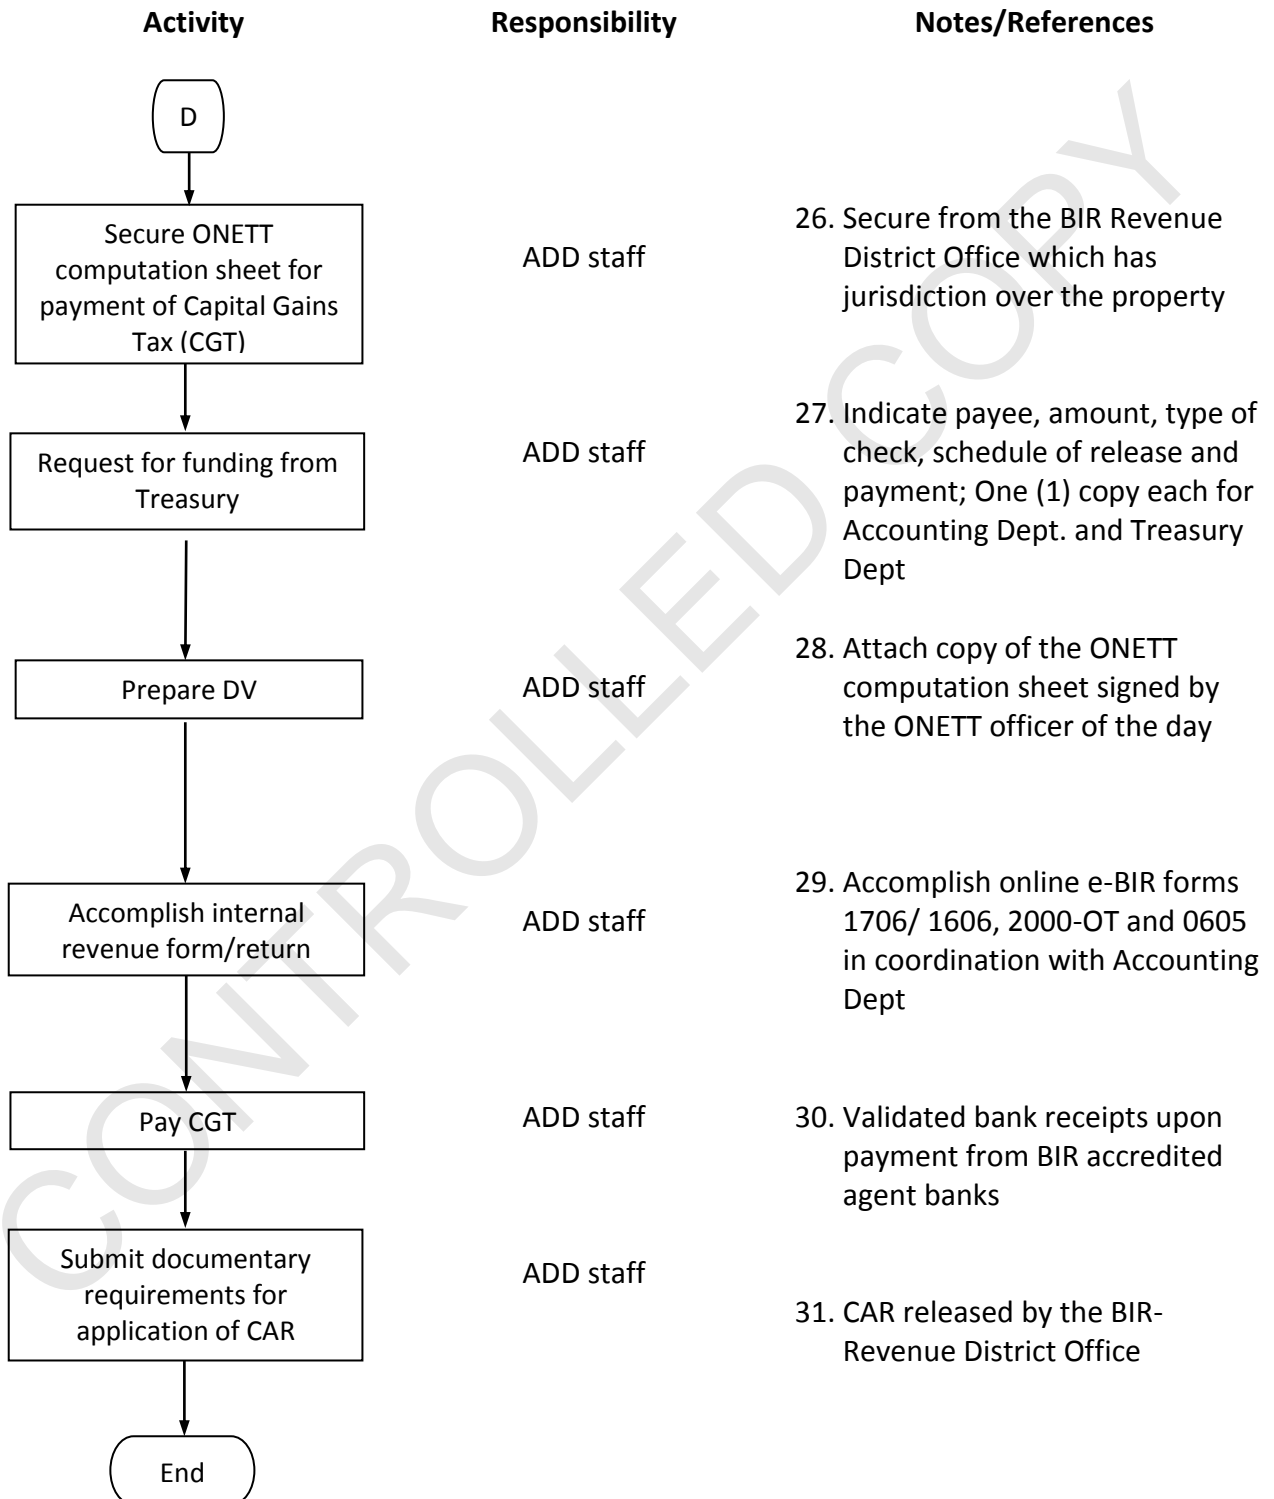 Activity
Responsibility
Notes/References
D
Secure ONETT
computation sheet for
payment of Capital Gains
Tax (CGT)
ADD staff
26. Secure from the BIR Revenue
District Office which has
jurisdiction over the property
Request for funding from
Treasury
ADD staff
27. Indicate payee, amount, type of
check, schedule of release and
payment; One (1) copy each for
Accounting Dept. and Treasury
Dept
Prepare DV
ADD staff
28. Attach copy of the ONETT
computation sheet signed by
the ONETT officer of the day
Accomplish internal
revenue form/return
ADD staff
29. Accomplish online e-BIR forms
1706/ 1606, 2000-OT and 0605
in coordination with Accounting
Dept
Pay CGT
ADD staff
30. Validated bank receipts upon
payment from BIR accredited
agent banks
Submit documentary
requirements for
application of CAR
ADD staff
31. CAR released by the BIR-
Revenue District Office
End
CONTROLLED COPY